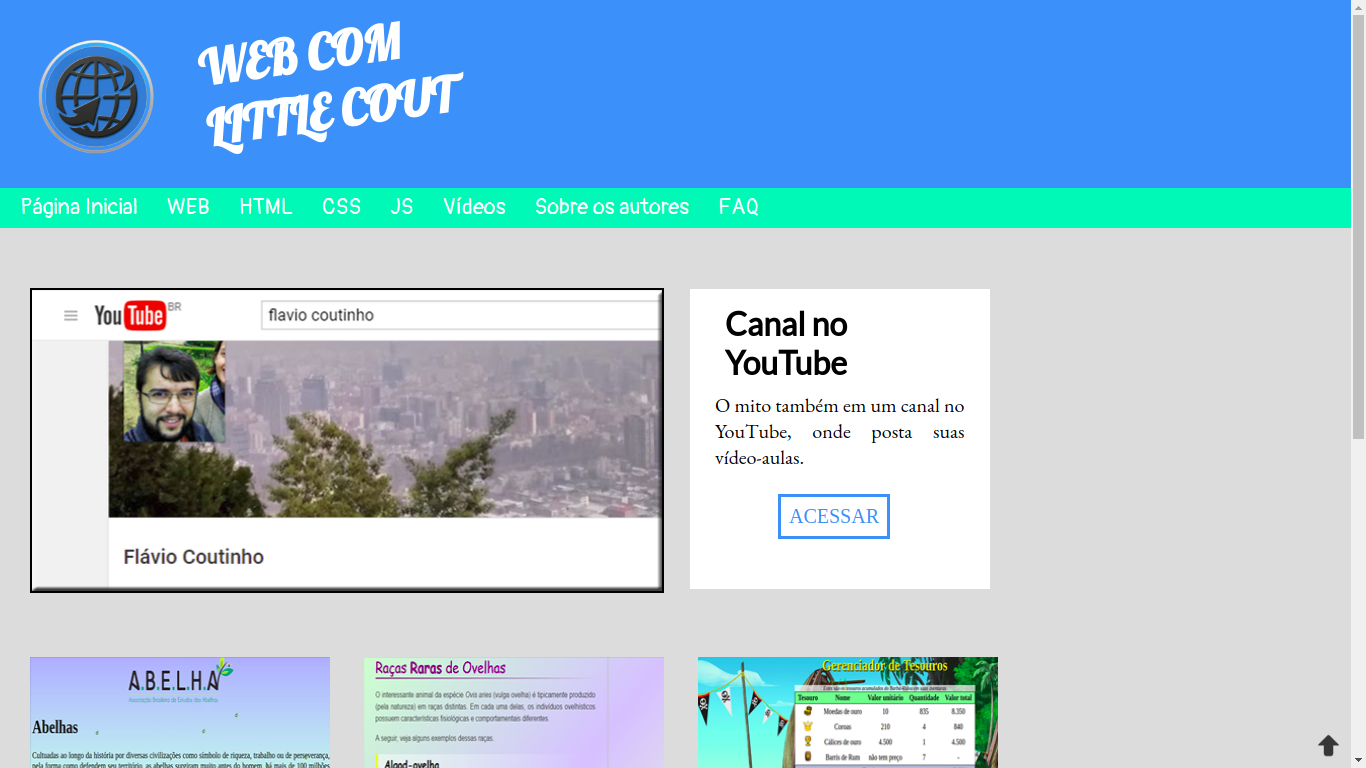 WEB COM
LITTLE COUT
Página Inicial WEB HTML CSS JS Vídeos Sobre os autores FAQ
YouTube BR
flavio coutinho
Flávio Coutinho
Canal no
YouTube
O mito também em um canal no
YouTube, onde posta suas
vídeo-aulas.
ACESSAR
A.B.E.L.H.A
Associação Brasileira de Estudos das Abelhas
Abelhas
Cultuadas ao longo da história por diversas civilizações como símbolo de riqueza, trabalho ou de perseverança,
pela forma como defendem seu território, as abelhas surgiram muito antes do homem, há mais de 100 milhões
Raças Raras de Ovelhas
O interessante animal da espécie Ovis aries (vulgo ovelha) é tipicamente produzido
(pela natureza) em raças distintas. Em cada uma delas, os indivíduos ovelhísticos
possuem características fisiológicas e comportamentais diferentes.
A seguir, veja alguns exemplos dessas raças.
Algod-ovelha
Gerenciador de Tesouros
Estes são os tesouros acumulados do Barba-Ruiva em suas aventuras
Tesouro Nome Valor unitário Quantidade Valor total
Moedas de ouro 10 835 8.350
Coroas 210 4 840
Cálices de ouro 4.500 1 4.500
Barris de Rum não tem preço 7 -